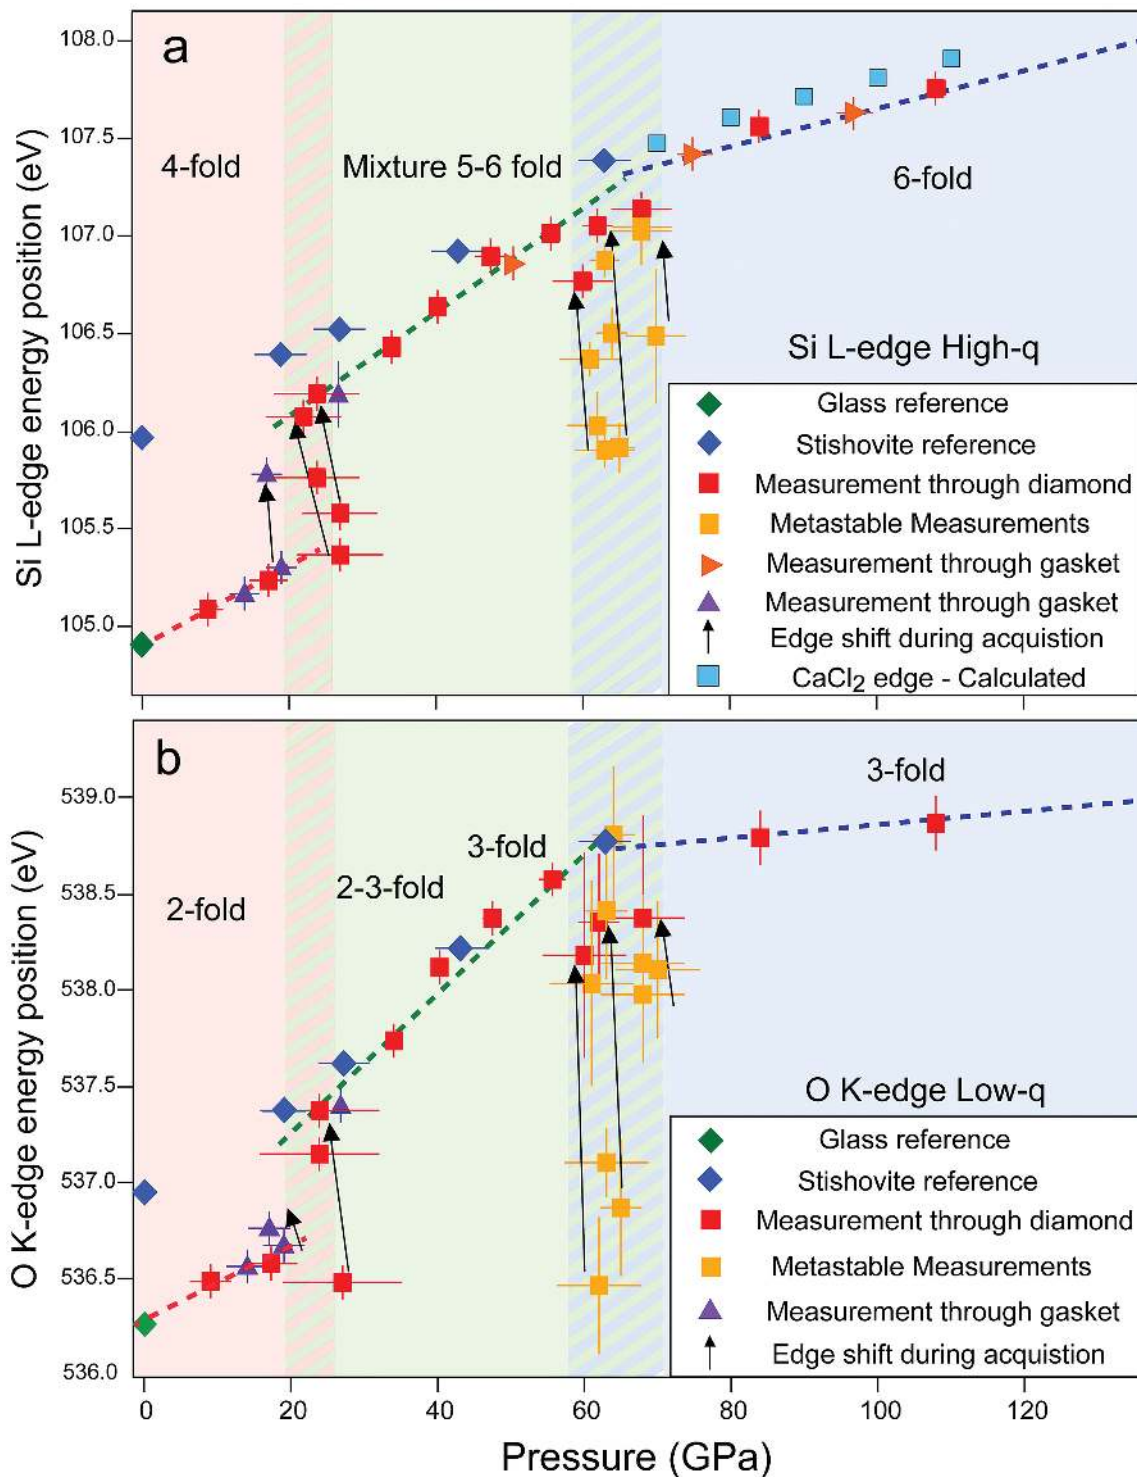 a
108.0
107.5
107.0
106.5
106.0
105.5
105.0
Si L-edge energy position (eV)
4-fold
Mixture 5-6 fold
6-fold
Si L-edge High-q
Glass reference
Stishovite reference
Measurement through diamond
Metastable Measurements
Measurement through gasket
Measurement through gasket
Edge shift during acquistion
CaCl2 edge - Calculated
b
539.0
538.5
538.0
537.5
537.0
536.5
536.0
O K-edge energy position (eV)
2-fold
2-3-fold
3-fold
3-fold
O K-edge Low-q
Glass reference
Stishovite reference
Measurement through diamond
Metastable Measurements
Measurement through gasket
Edge shift during acquistion
0 20 40 60 80 100 120
Pressure (GPa)